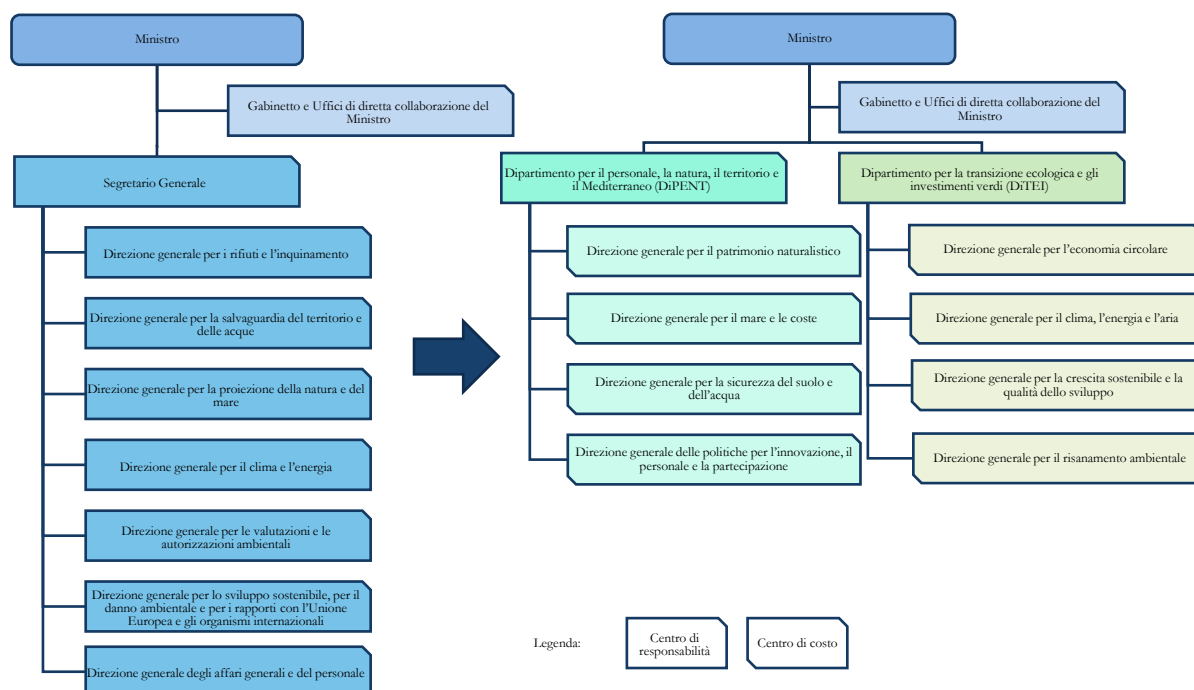 Ministro
Gabinetto e Uffici di diretta collaborazione del
Ministro
Segretario Generale
Direzione generale per i rifiuti e l'inquinamento
Direzione generale per la salvaguardia del territorio e
delle acque
Direzione generale per la proiezione della natura e del
mare
Direzione generale per il clima e l'energia
Direzione generale per le valutazioni e le
autorizzazioni ambientali
Direzione generale per lo sviluppo sostenibile, per il
danno ambientale e per i rapporti con l'Unione
Europea e gli organismi internazionali
Direzione generale degli affari generali e del personale
Ministro
Gabinetto e Uffici di diretta collaborazione del
Ministro
Dipartimento per il personale, la natura, il territorio e
il Mediterraneo (DiPENT)
Direzione generale per il patrimonio naturalistico
Direzione generale per il mare e le coste
Direzione generale per la sicurezza del suolo e
dell'acqua
Direzione generale delle politiche per l'innovazione, il
personale e la partecipazione
Dipartimento per la transizione ecologica e gli
investimenti verdi (DiTEI)
Direzione generale per l'economia circolare
Direzione generale per il clima, l'energia e l'aria
Direzione generale per la crescita sostenibile e la
qualità dello sviluppo
Direzione generale per il risanamento ambientale
Legenda:
Centro di
responsabilità
Centro di costo